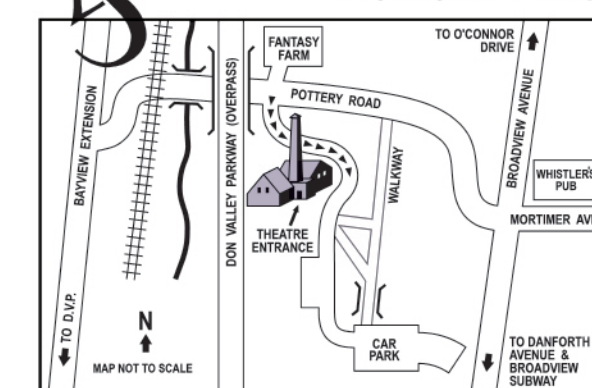 TO O'CONNOR
DRIVE
FANTASY
FARM
POTTERY ROAD
BAYVIEW EXTENSION
DON VALLEY PARKWAY (OVERPASS)
BROADVIEW AVENUE
WALKWAY
WHISTLER'S
PUB
MORTIMER AV
THEATRE
ENTRANCE
TO D.V.P.
N
MAP NOT TO SCALE
CAR
PARK
TO DANFORTH
AVENUE &
BROADVIEW
SUBWAY